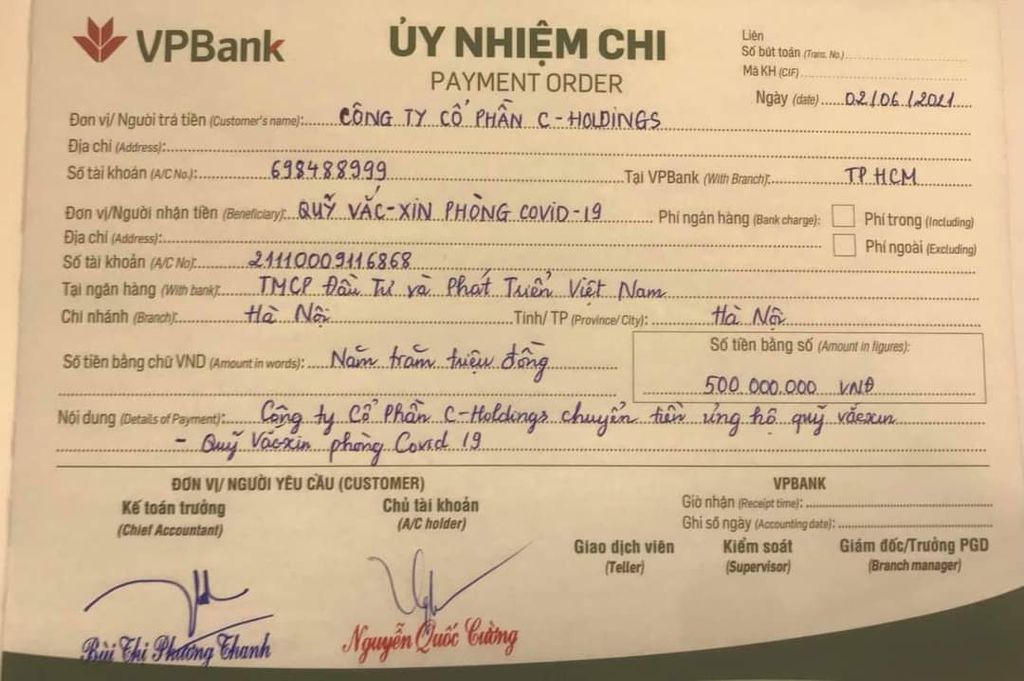 VPBank
ỦY NHIỆM CHI
PAYMENT ORDER
Liên
Số bút toán (Trans. No.)
Mã KH (CIF)
Ngày (date) 02/06/2021
Đơn vị/ Người trả tiền (Customer's name): CÔNG TY CỔ PHẦN C-HOLDINGS
Địa chỉ (Address):
Số tài khoản (A/C No.): 698488999 Tại VPBank (With Branch): TP HCM
Đơn vị/Người nhận tiền (Beneficiary): QUỸ VẮC-XIN PHÒNG COVID-19 Phí ngân hàng (Bank charge): Phí trong (Including)
Địa chỉ (Address): Phí ngoài (Excluding)
Số tài khoản (A/C No): 21110009116868
Tại ngân hàng (With bank): TMCP Đầu Tư và Phát Triển Việt Nam
Chi nhánh (Branch): Hà Nội Tỉnh/ TP (Province/ City): Hà Nội
Số tiền bằng chữ VND (Amount in words): Năm trăm triệu đồng
Số tiền bằng số (Amount in figures):
500.000.000 VNĐ
Nội dung (Details of Payment): Công ty Cổ Phần C-Holdings chuyển tiền ủng hộ quỹ vácxin
- Quỹ Vácxin phòng Covid 19
ĐƠN VỊ/ NGƯỜI YÊU CẦU (CUSTOMER) VPBANK
Kế toán trưởng Chủ tài khoản
(Chief Accountant) (A/C holder)
Giờ nhận (Receipt time):
Ghi sổ ngày (Accounting date):
Giao dịch viên Kiểm soát Giám đốc/Trưởng PGD
(Teller) (Supervisor) (Branch manager)
Bùi Thị Phương Thanh Nguyễn Quốc Cường